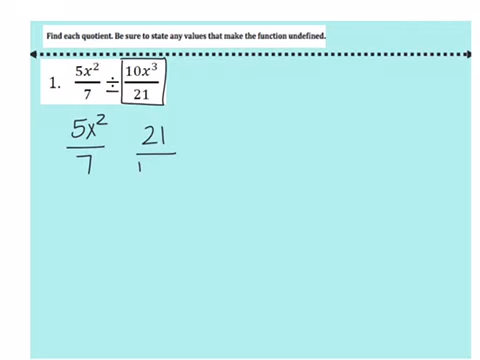 Find each quotient. Be sure to state any values that make the function undefined.
1. 5x²/7 ÷ 10x³/21
5x²/7 21/1